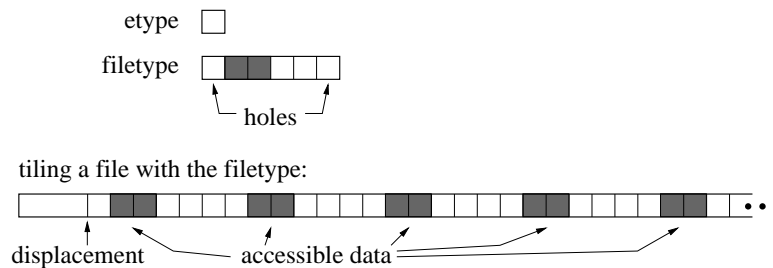 etype
filetype
holes
tiling a file with the filetype:
displacement
accessible data